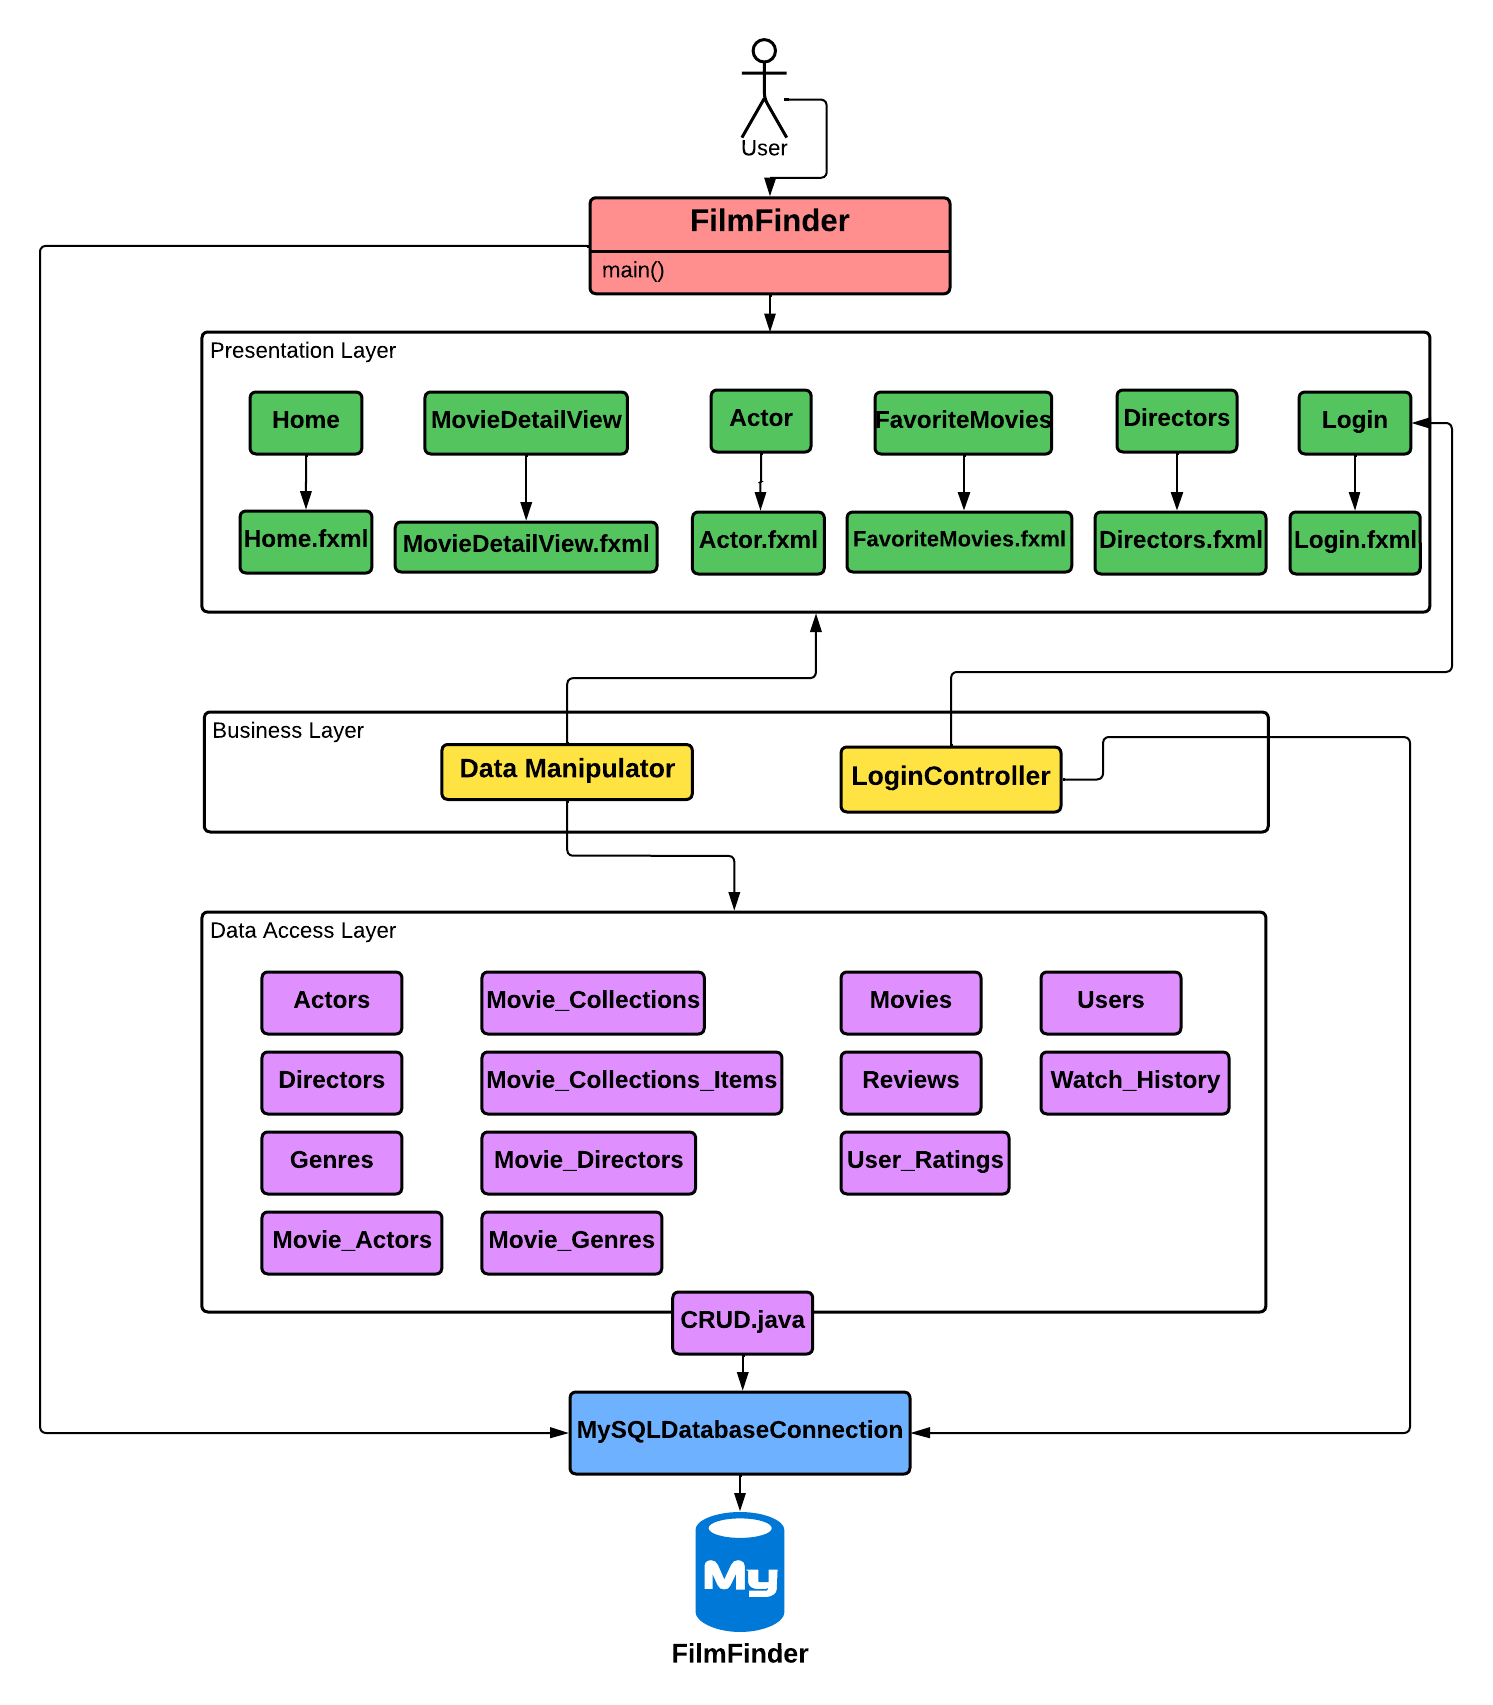 User
FilmFinder
main()
Presentation Layer
Home
MovieDetailView
Actor
FavoriteMovies
Directors
Login
Home.fxml
MovieDetailView.fxml
Actor.fxml
FavoriteMovies.fxml
Directors.fxml
Login.fxml
Business Layer
Data Manipulator
LoginController
Data Access Layer
Actors
Movie_Collections
Movies
Users
Directors
Movie_Collections_Items
Reviews
Watch_History
Genres
Movie_Directors
User_Ratings
Movie_Actors
Movie_Genres
CRUD.java
MySQLDatabaseConnection
My
FilmFinder